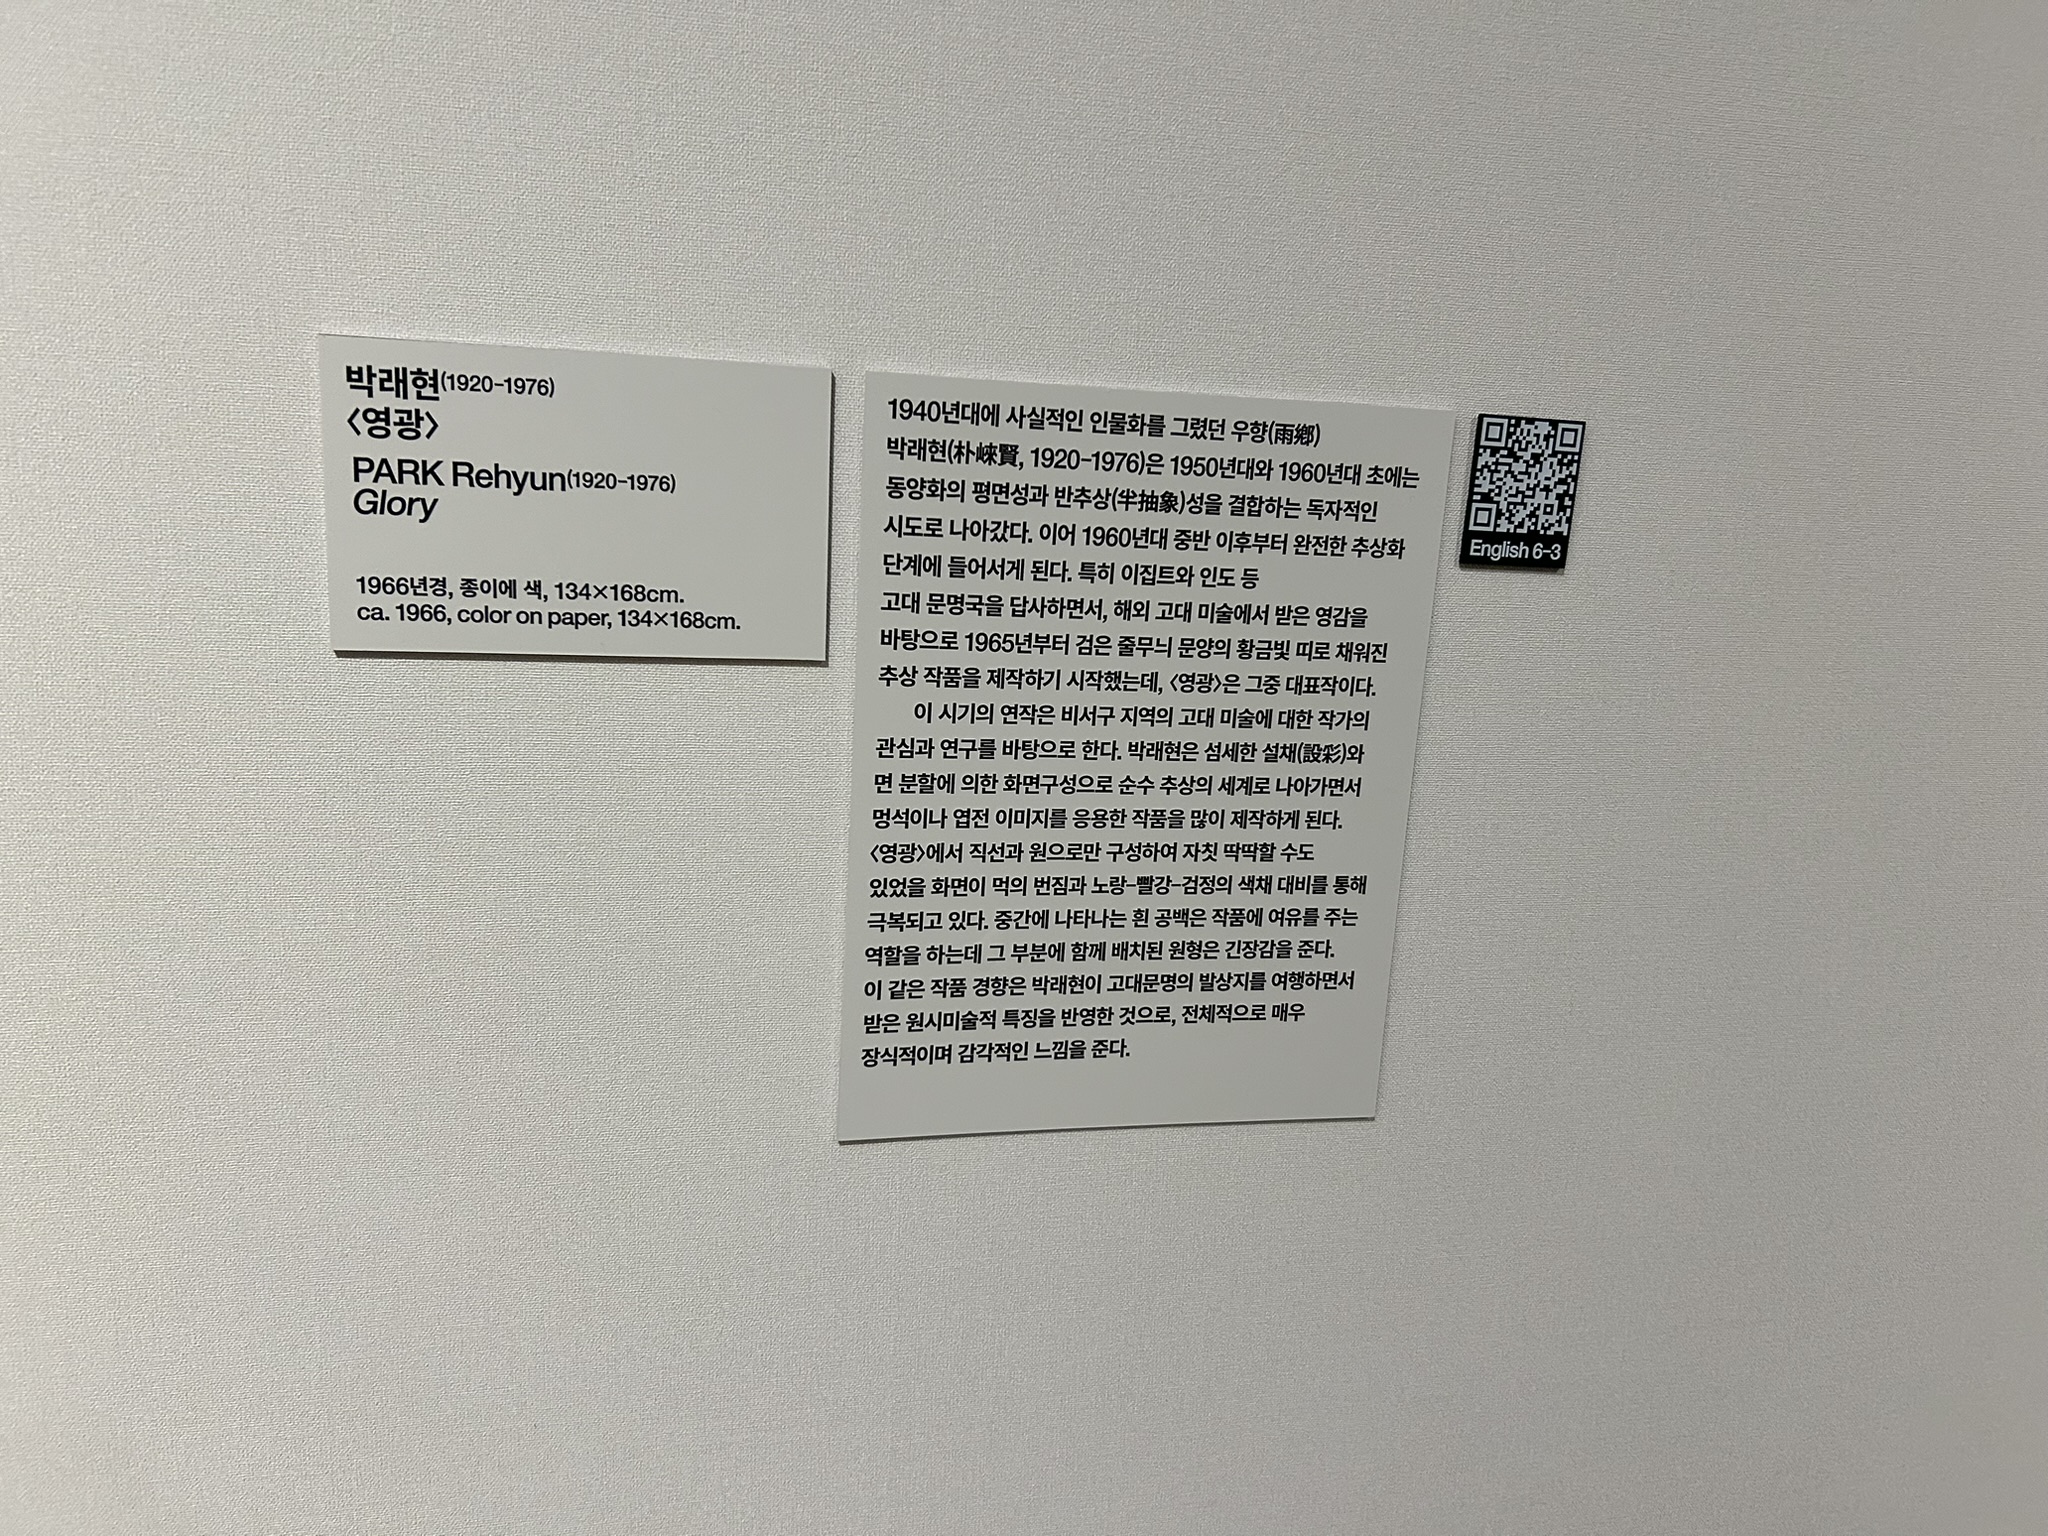 박래현(1920-1976)
〈영광〉
PARK Rehyun(1920-1976)
Glory
1966년경, 종이에 색, 134×168cm.
ca. 1966, color on paper, 134×168cm.
1940년대에 사실적인 인물화를 그렸던 우향(雨鄕)
박래현(朴崍賢, 1920-1976)은 1950년대와 1960년대 초에는
동양화의 평면성과 반추상(半抽象)성을 결합하는 독자적인
시도로 나아갔다. 이어 1960년대 중반 이후부터 완전한 추상화
단계에 들어서게 된다. 특히 이집트와 인도 등
고대 문명국을 답사하면서, 해외 고대 미술에서 받은 영감을
바탕으로 1965년부터 검은 줄무늬 문양의 황금빛 띠로 채워진
추상 작품을 제작하기 시작했는데, 〈영광〉은 그중 대표작이다.
이 시기의 연작은 비서구 지역의 고대 미술에 대한 작가의
관심과 연구를 바탕으로 한다. 박래현은 섬세한 설채(設彩)와
면 분할에 의한 화면구성으로 순수 추상의 세계로 나아가면서
멍석이나 엽전 이미지를 응용한 작품을 많이 제작하게 된다.
〈영광〉에서 직선과 원으로만 구성하여 자칫 딱딱할 수도
있었을 화면이 먹의 번짐과 노랑-빨강-검정의 색채 대비를 통해
극복되고 있다. 중간에 나타나는 흰 공백은 작품에 여유를 주는
역할을 하는데 그 부분에 함께 배치된 원형은 긴장감을 준다.
이 같은 작품 경향은 박래현이 고대문명의 발상지를 여행하면서
받은 원시미술적 특징을 반영한 것으로, 전체적으로 매우
장식적이며 감각적인 느낌을 준다.
English 6-3